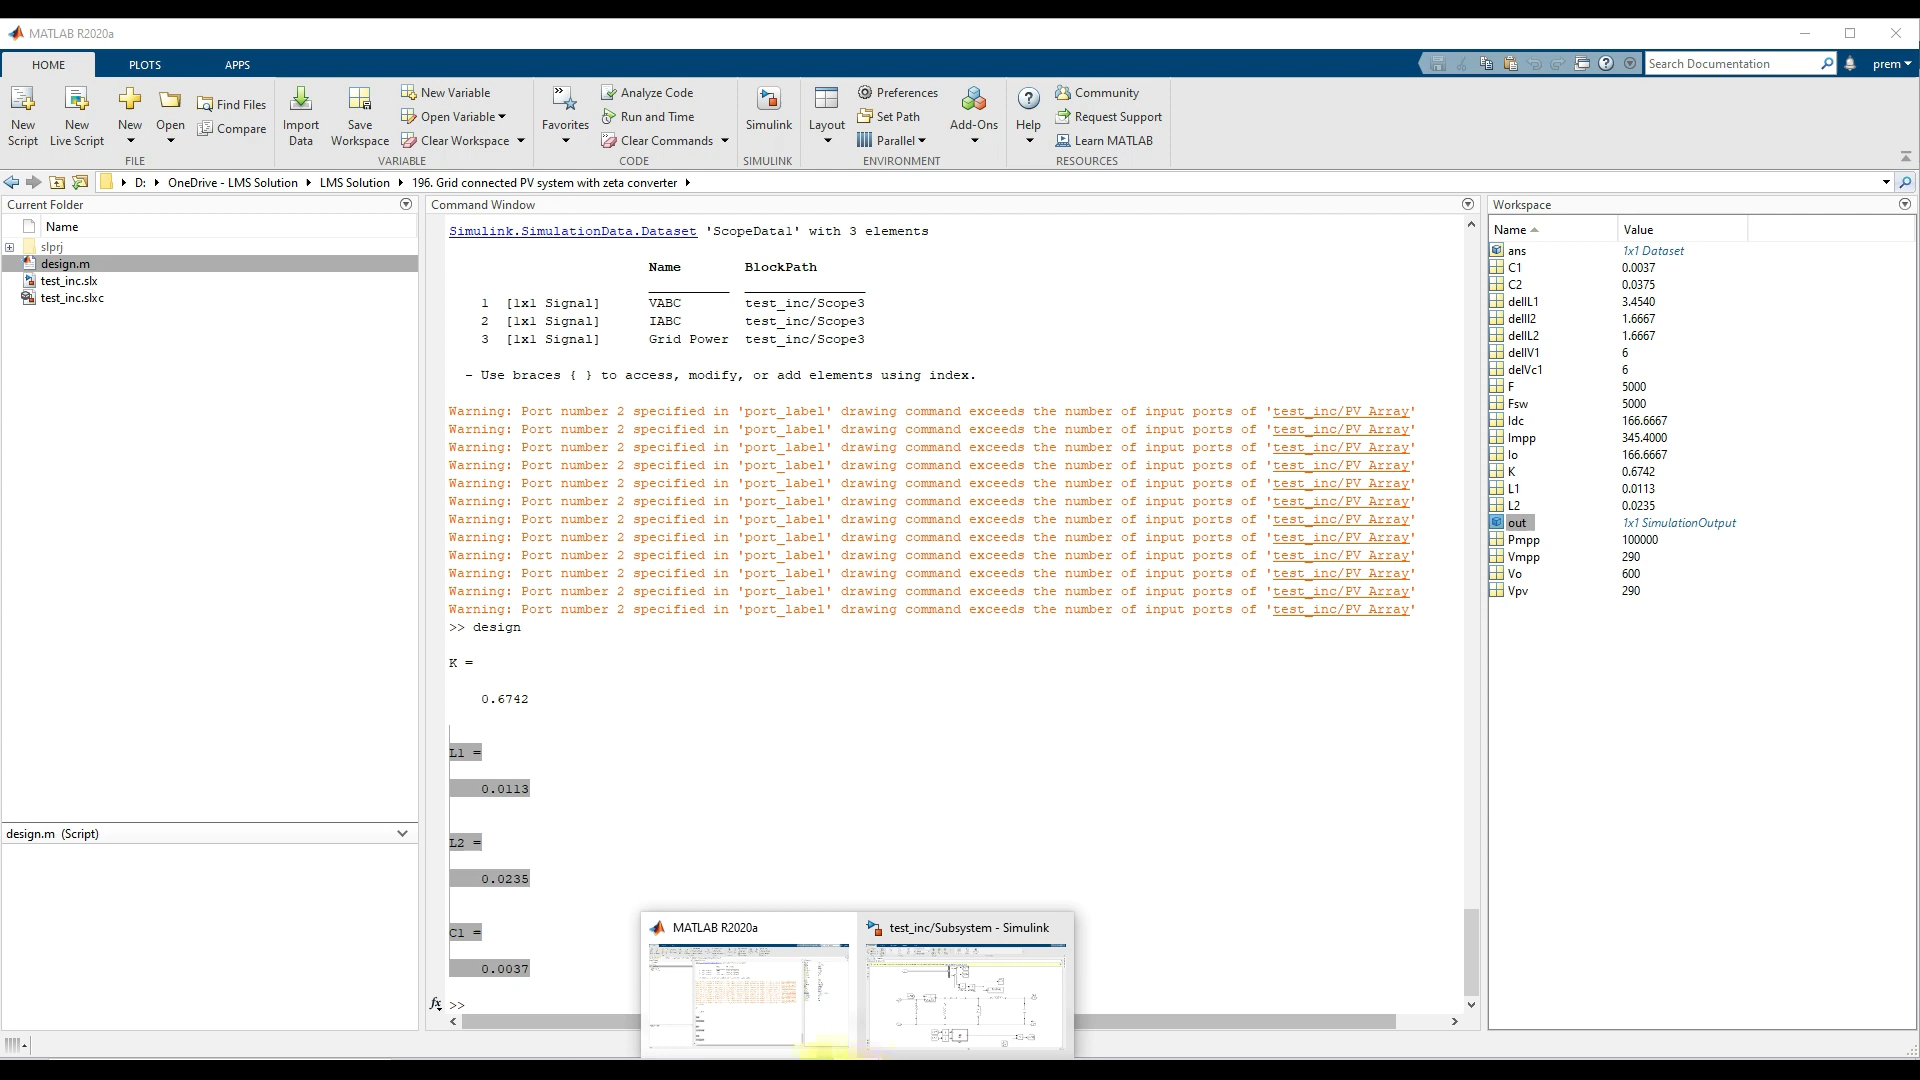 MATLAB R2020a
HOME
PLOTS
APPS
Search Documentation
prem
New Script
New Live Script
New
Open
Find Files
Compare
FILE
Import Data
Save Workspace
New Variable
Open Variable
Clear Workspace
VARIABLE
Favorites
Analyze Code
Run and Time
Clear Commands
CODE
Simulink
SIMULINK
Layout
Preferences
Set Path
Parallel
Add-Ons
ENVIRONMENT
Help
Community
Request Support
Learn MATLAB
RESOURCES
D: OneDrive - LMS Solution LMS Solution 196. Grid connected PV system with zeta converter
Current Folder
Name
slprj
design.m
test_inc.slx
test_inc.slxc
design.m (Script)
Command Window
Simulink.SimulationData.Dataset 'ScopeData1' with 3 elements
Name BlockPath
1 [1x1 Signal] VABC test_inc/Scope3
2 [1x1 Signal] IABC test_inc/Scope3
3 [1x1 Signal] Grid Power test_inc/Scope3
- Use braces { } to access, modify, or add elements using index.
Warning: Port number 2 specified in 'port_label' drawing command exceeds the number of input ports of 'test_inc/PV Array'
Warning: Port number 2 specified in 'port_label' drawing command exceeds the number of input ports of 'test_inc/PV Array'
Warning: Port number 2 specified in 'port_label' drawing command exceeds the number of input ports of 'test_inc/PV Array'
Warning: Port number 2 specified in 'port_label' drawing command exceeds the number of input ports of 'test_inc/PV Array'
Warning: Port number 2 specified in 'port_label' drawing command exceeds the number of input ports of 'test_inc/PV Array'
Warning: Port number 2 specified in 'port_label' drawing command exceeds the number of input ports of 'test_inc/PV Array'
Warning: Port number 2 specified in 'port_label' drawing command exceeds the number of input ports of 'test_inc/PV Array'
Warning: Port number 2 specified in 'port_label' drawing command exceeds the number of input ports of 'test_inc/PV Array'
Warning: Port number 2 specified in 'port_label' drawing command exceeds the number of input ports of 'test_inc/PV Array'
Warning: Port number 2 specified in 'port_label' drawing command exceeds the number of input ports of 'test_inc/PV Array'
Warning: Port number 2 specified in 'port_label' drawing command exceeds the number of input ports of 'test_inc/PV Array'
Warning: Port number 2 specified in 'port_label' drawing command exceeds the number of input ports of 'test_inc/PV Array'
>> design
K =
0.6742
L1 =
0.0113
L2 =
0.0235
C1 =
0.0037
fx >>
MATLAB R2020a
test_inc/Subsystem - Simulink
Workspace
Name Value
ans 1x1 Dataset
C1 0.0037
C2 0.0375
dellL1 3.4540
dellI2 1.6667
dellL2 1.6667
dellV1 6
delVc1 6
F 5000
Fsw 5000
Idc 166.6667
Impp 345.4000
Io 166.6667
K 0.6742
L1 0.0113
L2 0.0235
out 1x1 SimulationOutput
Pmpp 100000
Vmpp 290
Vo 600
Vpv 290